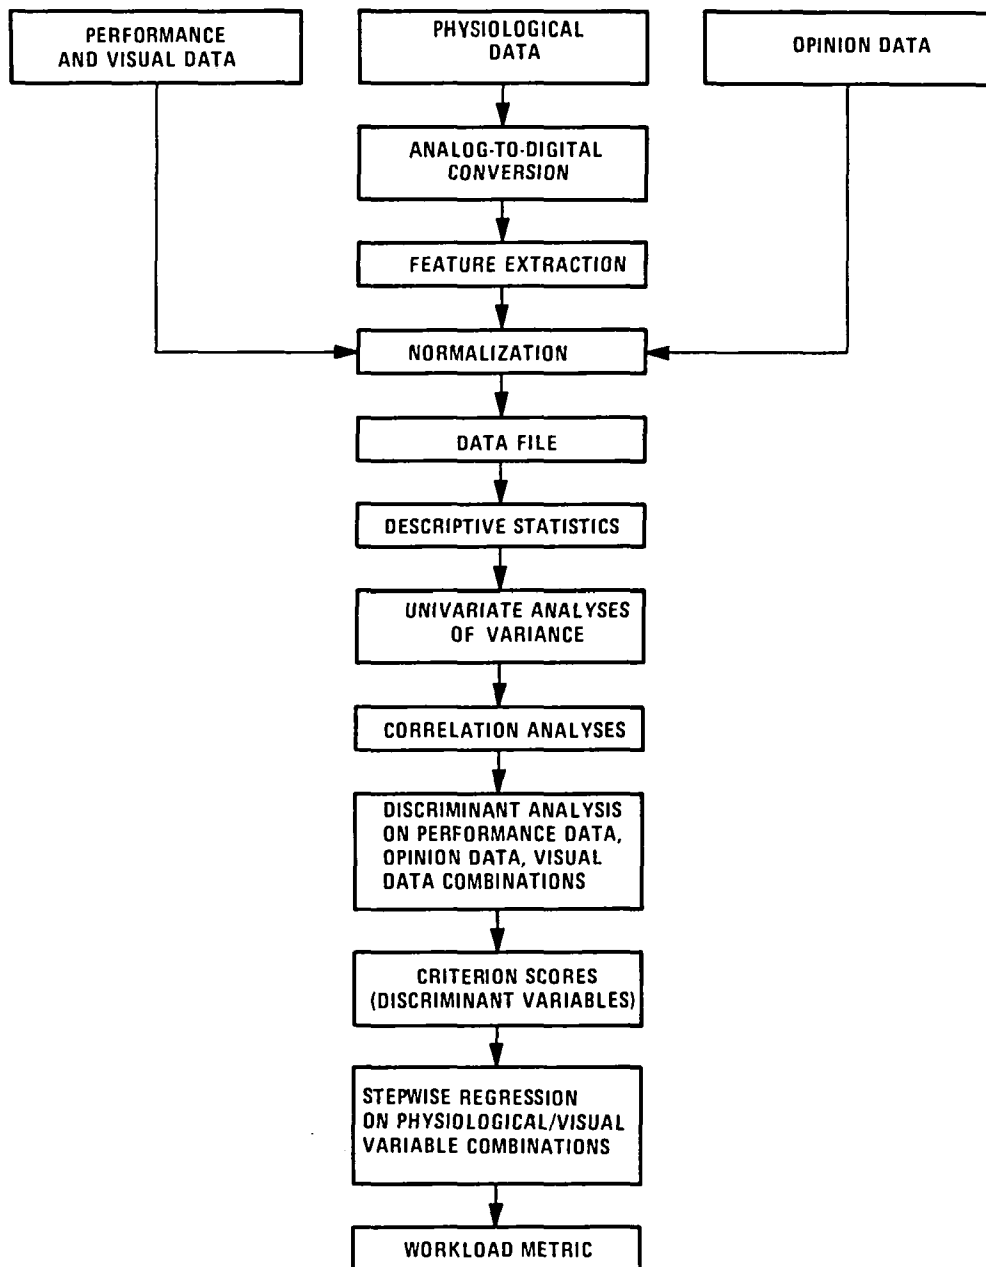 PERFORMANCE
AND VISUAL DATA
PHYSIOLOGICAL
DATA
OPINION DATA
ANALOG-TO-DIGITAL
CONVERSION
FEATURE EXTRACTION
NORMALIZATION
DATA FILE
DESCRIPTIVE STATISTICS
UNIVARIATE ANALYSES
OF VARIANCE
CORRELATION ANALYSES
DISCRIMINANT ANALYSIS
ON PERFORMANCE DATA,
OPINION DATA, VISUAL
DATA COMBINATIONS
CRITERION SCORES
(DISCRIMINANT VARIABLES)
STEPWISE REGRESSION
ON PHYSIOLOGICAL/VISUAL
VARIABLE COMBINATIONS
WORKLOAD METRIC